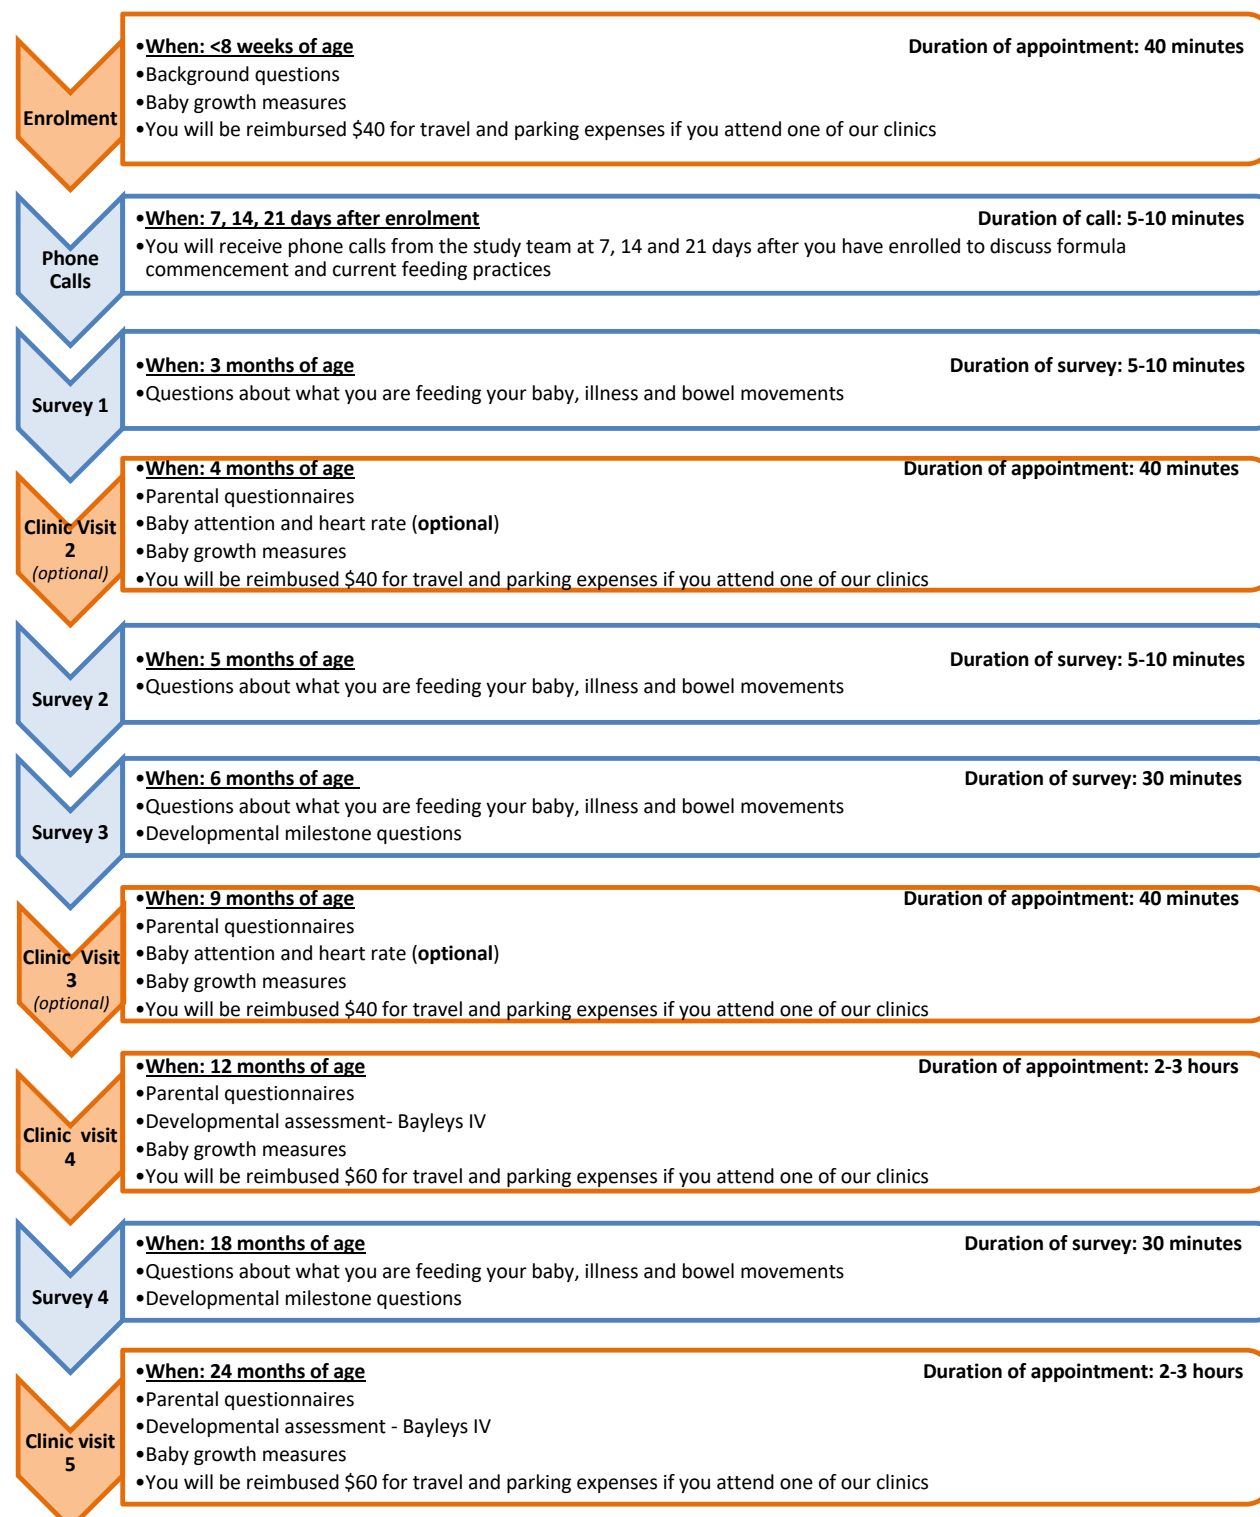 Enrolment
•When: <8 weeks of age Duration of appointment: 40 minutes
•Background questions
•Baby growth measures
•You will be reimbursed $40 for travel and parking expenses if you attend one of our clinics
Phone
Calls
•When: 7, 14, 21 days after enrolment Duration of call: 5-10 minutes
•You will receive phone calls from the study team at 7, 14 and 21 days after you have enrolled to discuss formula
commencement and current feeding practices
Survey 1
•When: 3 months of age Duration of survey: 5-10 minutes
•Questions about what you are feeding your baby, illness and bowel movements
Clinic Visit
2
(optional)
•When: 4 months of age Duration of appointment: 40 minutes
•Parental questionnaires
•Baby attention and heart rate (optional)
•Baby growth measures
•You will be reimbused $40 for travel and parking expenses if you attend one of our clinics
Survey 2
•When: 5 months of age Duration of survey: 5-10 minutes
•Questions about what you are feeding your baby, illness and bowel movements
Survey 3
•When: 6 months of age Duration of survey: 30 minutes
•Questions about what you are feeding your baby, illness and bowel movements
•Developmental milestone questions
Clinic Visit
3
(optional)
•When: 9 months of age Duration of appointment: 40 minutes
•Parental questionnaires
•Baby attention and heart rate (optional)
•Baby growth measures
•You will be reimbused $40 for travel and parking expenses if you attend one of our clinics
Clinic visit
4
•When: 12 months of age Duration of appointment: 2-3 hours
•Parental questionnaires
•Developmental assessment- Bayleys IV
•Baby growth measures
•You will be reimbused $60 for travel and parking expenses if you attend one of our clinics
Survey 4
•When: 18 months of age Duration of survey: 30 minutes
•Questions about what you are feeding your baby, illness and bowel movements
•Developmental milestone questions
Clinic visit
5
•When: 24 months of age Duration of appointment: 2-3 hours
•Parental questionnaires
•Developmental assessment - Bayleys IV
•Baby growth measures
•You will be reimbused $60 for travel and parking expenses if you attend one of our clinics